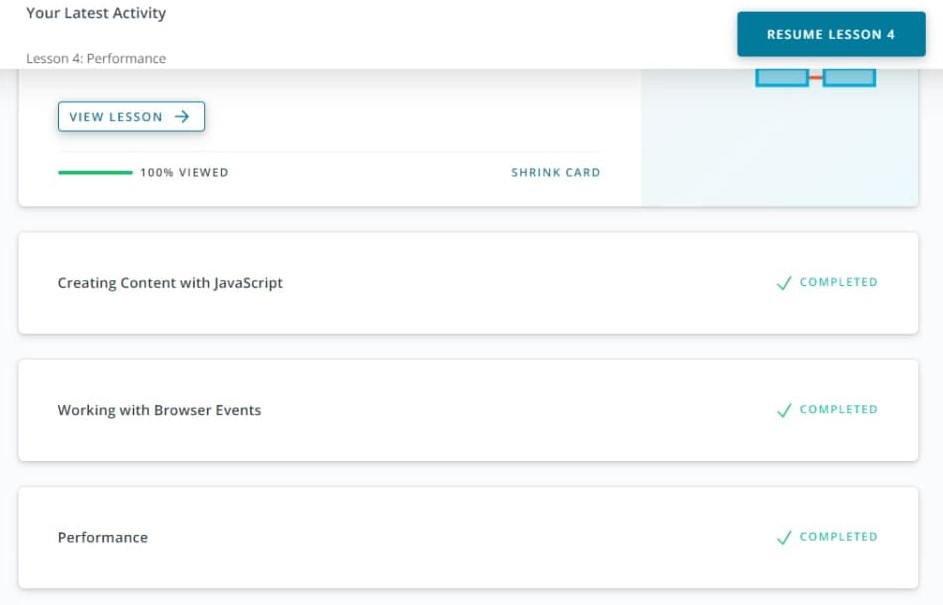 Your Latest Activity
RESUME LESSON 4
Lesson 4: Performance
VIEW LESSON
100% VIEWED
SHRINK CARD
Creating Content with JavaScript
COMPLETED
Working with Browser Events
COMPLETED
Performance
COMPLETED